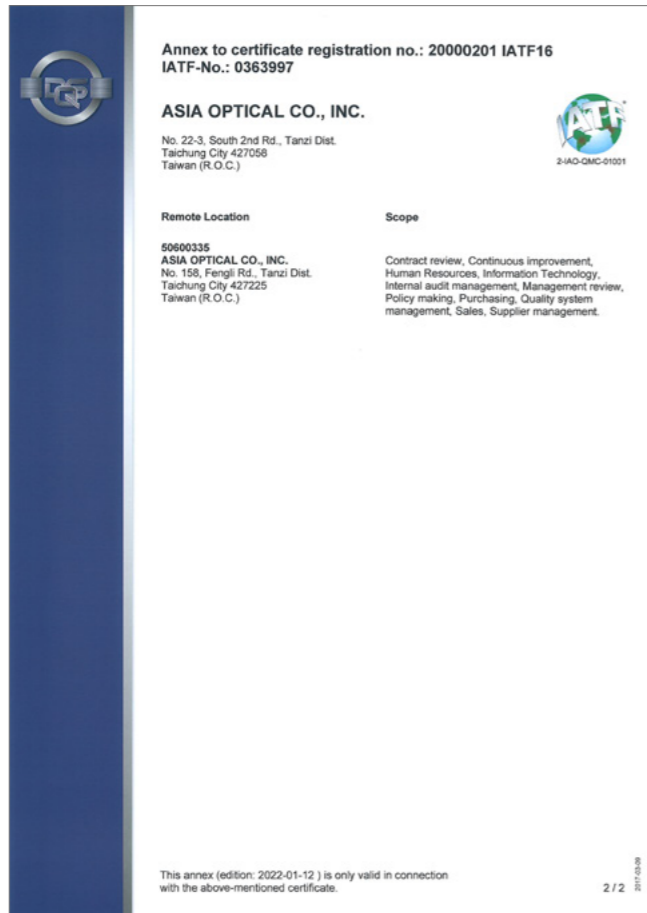 DQS
Annex to certificate registration no.: 20000201 IATF16
IATF-No.: 0363997
ASIA OPTICAL CO., INC.
No. 22-3, South 2nd Rd., Tanzi Dist.
Taichung City 427058
Taiwan (R.O.C.)
IATF
2-IAO-QMC-01001
Remote Location
Scope
50600335
ASIA OPTICAL CO., INC.
No. 158, Fengli Rd., Tanzi Dist.
Taichung City 427225
Taiwan (R.O.C.)
Contract review, Continuous improvement,
Human Resources, Information Technology,
Internal audit management, Management review,
Policy making, Purchasing, Quality system
management, Sales, Supplier management.
This annex (edition: 2022-01-12 ) is only valid in connection
with the above-mentioned certificate.
2 / 2
2017-03-09